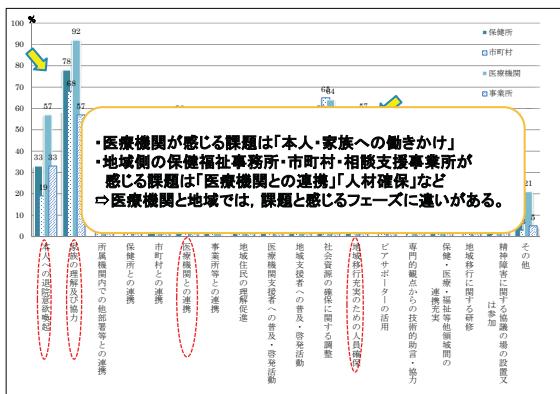 %
100
90
80
70
60
50
40
30
20
10
0
33
19
57
33
78
68
92
57
63
64
57
21
5
保健所
市町村
医療機関
事業所
・医療機関が感じる課題は「本人・家族への働きかけ」
・地域側の保健福祉事務所・市町村・相談支援事業所が
感じる課題は「医療機関との連携」「人材確保」など
⇨医療機関と地域では，課題と感じるフェーズに違いがある。
本人への退院意欲喚起
家族の理解及び協力
所属機関内での他部署等との連携
保健所との連携
市町村との連携
医療機関との連携
事業所等との連携
地域住民の理解促進
医療機関支援者への普及・啓発活動
地域支援者への普及・啓発活動
社会資源の確保に関する調整
地域移行充実のための人員確保
ピアサポーターの活用
専門的観点からの技術的助言・協力
保健・医療・福祉等他領域間の
連携充実
地域移行に関する研修
精神障害に関する協議の場の設置又
は参加
その他